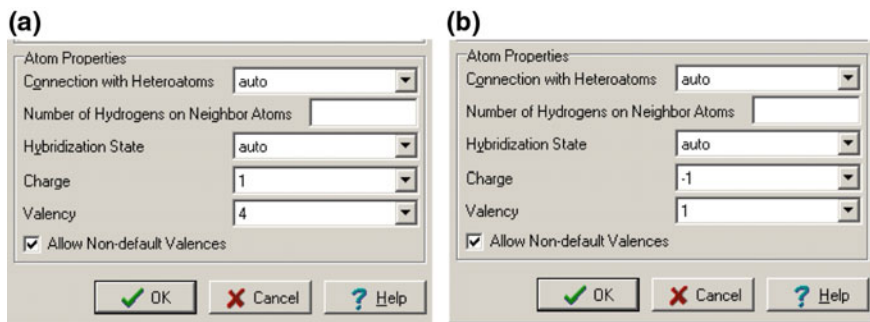 (a)
Atom Properties
Connection with Heteroatoms auto
Number of Hydrogens on Neighbor Atoms
Hybridization State auto
Charge 1
Valency 4
Allow Non-default Valences
OK Cancel Help
(b)
Atom Properties
Connection with Heteroatoms auto
Number of Hydrogens on Neighbor Atoms
Hybridization State auto
Charge -1
Valency 1
Allow Non-default Valences
OK Cancel Help